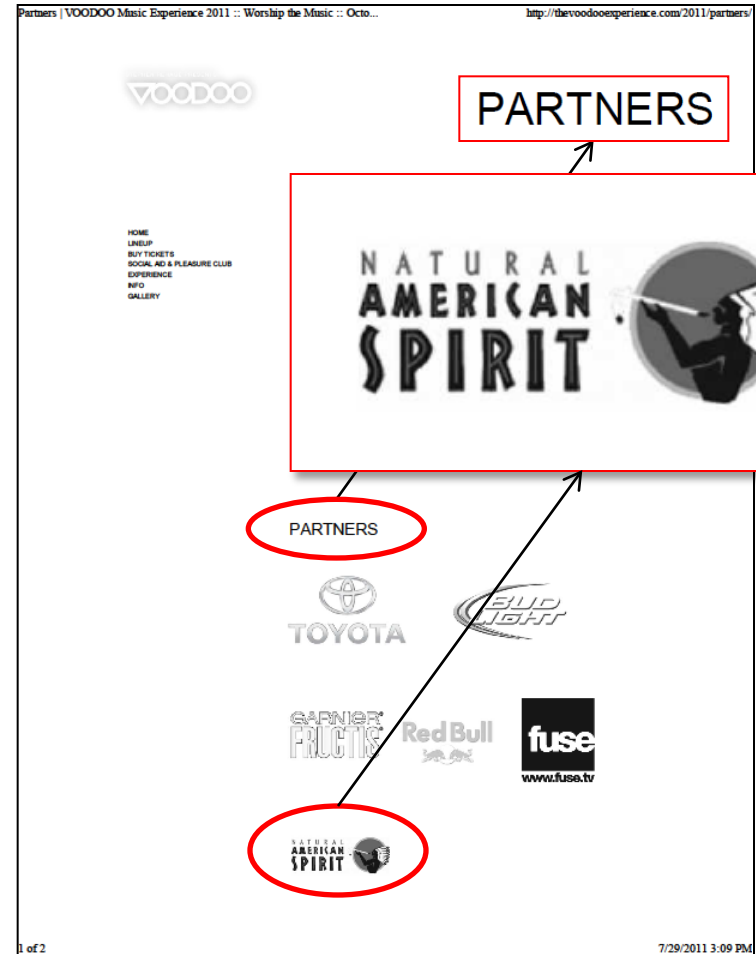 Partners | VOODOO Music Experience 2011 :: Worship the Music :: Octo...
http://thevoodooexperience.com/2011/partners/
VOODOO
PARTNERS
HOME
LINEUP
BUY TICKETS
SOCIAL AID & PLEASURE CLUB
EXPERIENCE
INFO
GALLERY
NATURAL
AMERICAN
SPIRIT
PARTNERS
TOYOTA
BUD
LIGHT
GARNIER
FRUCTIS
RedBull
fuse
www.fuse.tv
NATURAL
AMERICAN
SPIRIT
1 of 2
7/29/2011 3:09 PM